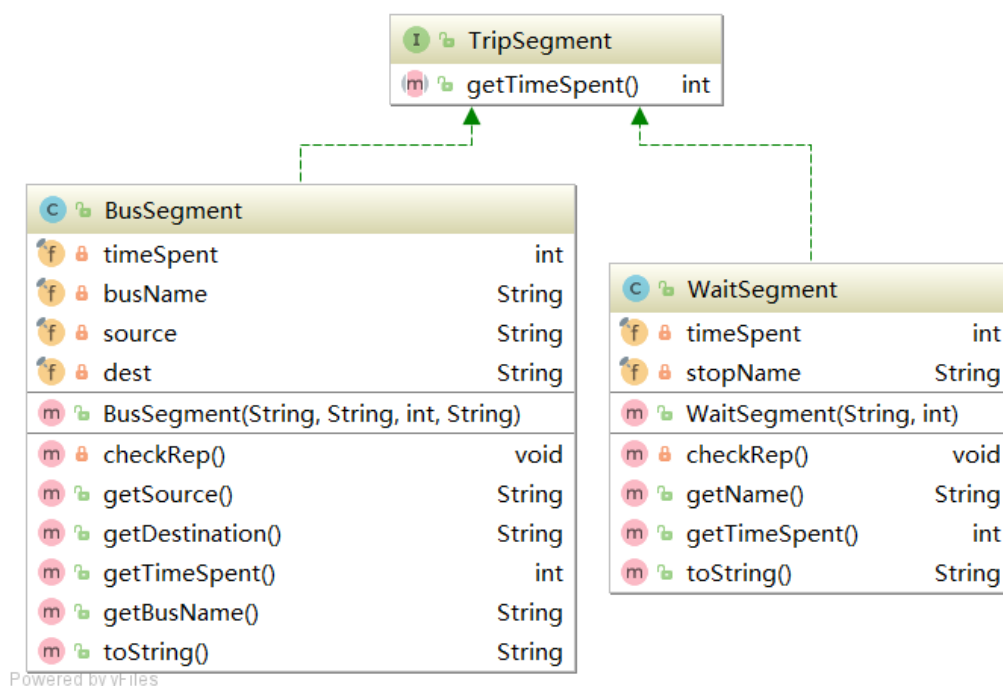 I TripSegment
m getTimeSpent() int
C BusSegment
f timeSpent int
f busName String
f source String
f dest String
m BusSegment(String, String, int, String)
m checkRep() void
m getSource() String
m getDestination() String
m getTimeSpent() int
m getBusName() String
m toString() String
C WaitSegment
f timeSpent int
f stopName String
m WaitSegment(String, int)
m checkRep() void
m getName() String
m getTimeSpent() int
m toString() String
Powered by yFiles